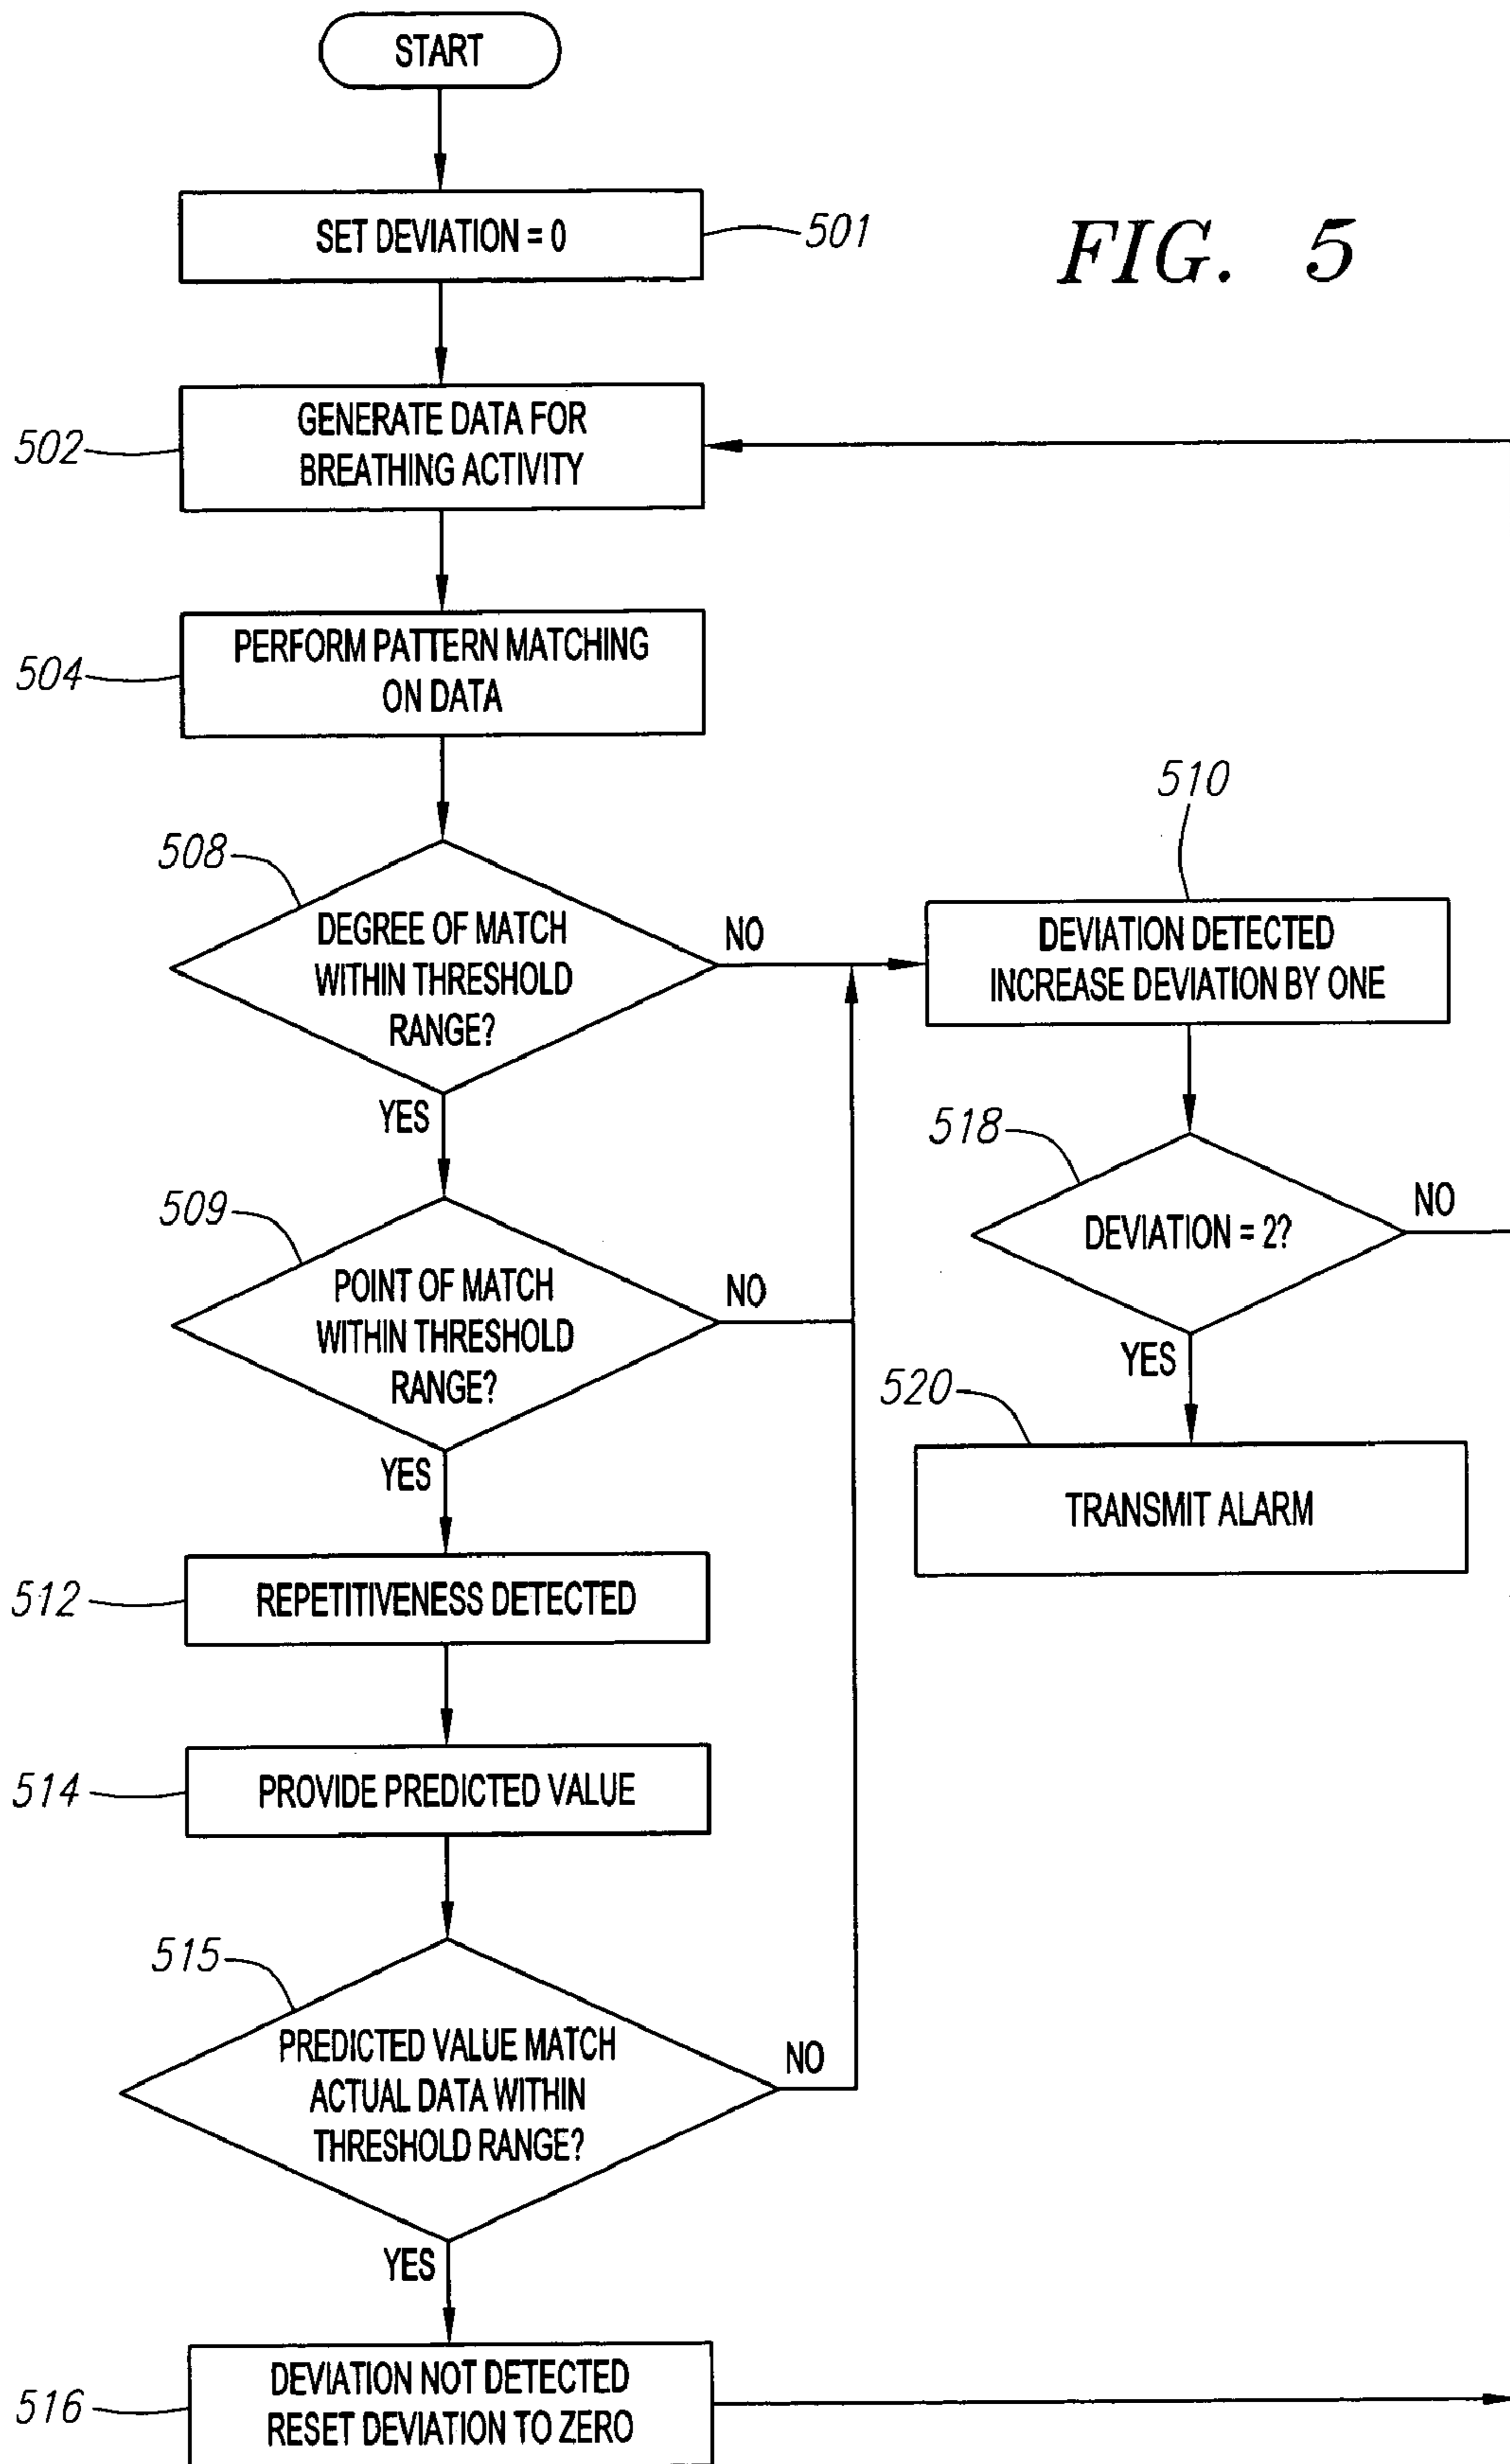 START
SET DEVIATION = 0
501
FIG. 5
GENERATE DATA FOR
BREATHING ACTIVITY
502
PERFORM PATTERN MATCHING
ON DATA
504
508
DEGREE OF MATCH
WITHIN THRESHOLD
RANGE?
NO
YES
510
DEVIATION DETECTED
INCREASE DEVIATION BY ONE
518
DEVIATION = 2?
NO
YES
520
TRANSMIT ALARM
509
POINT OF MATCH
WITHIN THRESHOLD
RANGE?
NO
YES
512
REPETITIVENESS DETECTED
514
PROVIDE PREDICTED VALUE
515
PREDICTED VALUE MATCH
ACTUAL DATA WITHIN
THRESHOLD RANGE?
NO
YES
516
DEVIATION NOT DETECTED
RESET DEVIATION TO ZERO